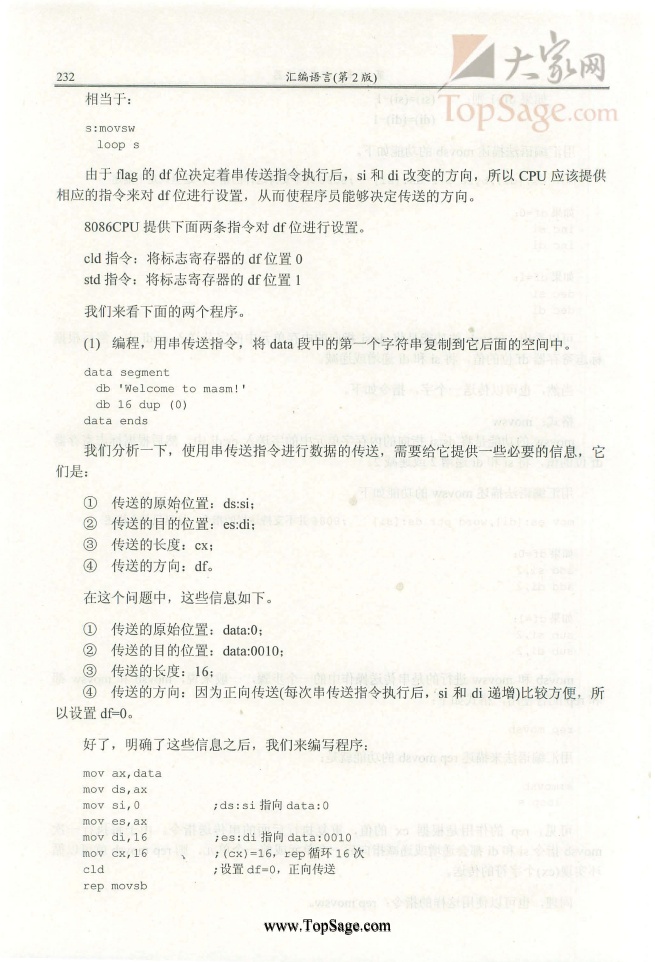 大家网
TopSage.com
232
汇编语言(第 2 版)
相当于:
s:movsw
loop s
由于 flag 的 df 位决定着串传送指令执行后，si 和 di 改变的方向，所以 CPU 应该提供
相应的指令来对 df 位进行设置，从而使程序员能够决定传送的方向。
8086CPU 提供下面两条指令对 df 位进行设置。
cld 指令：将标志寄存器的 df 位置 0
std 指令：将标志寄存器的 df 位置 1
我们来看下面的两个程序。
(1) 编程，用串传送指令，将 data 段中的第一个字符串复制到它后面的空间中。
data segment
db 'Welcome to masm!'
db 16 dup (0)
data ends
我们分析一下，使用串传送指令进行数据的传送，需要给它提供一些必要的信息，它
们是：
① 传送的原始位置：ds:si;
② 传送的目的位置：es:di;
③ 传送的长度：cx;
④ 传送的方向：df。
在这个问题中，这些信息如下。
① 传送的原始位置：data:0;
② 传送的目的位置：data:0010;
③ 传送的长度：16;
④ 传送的方向：因为正向传送(每次串传送指令执行后，si 和 di 递增)比较方便，所
以设置 df=0。
好了，明确了这些信息之后，我们来编写程序：
mov ax,data
mov ds,ax
mov si,0 ;ds:si 指向 data:0
mov es,ax
mov di,16 ;es:di 指向 data:0010
mov cx,16 ;(cx)=16，rep 循环 16 次
cld ;设置 df=0，正向传送
rep movsb
www.TopSage.com